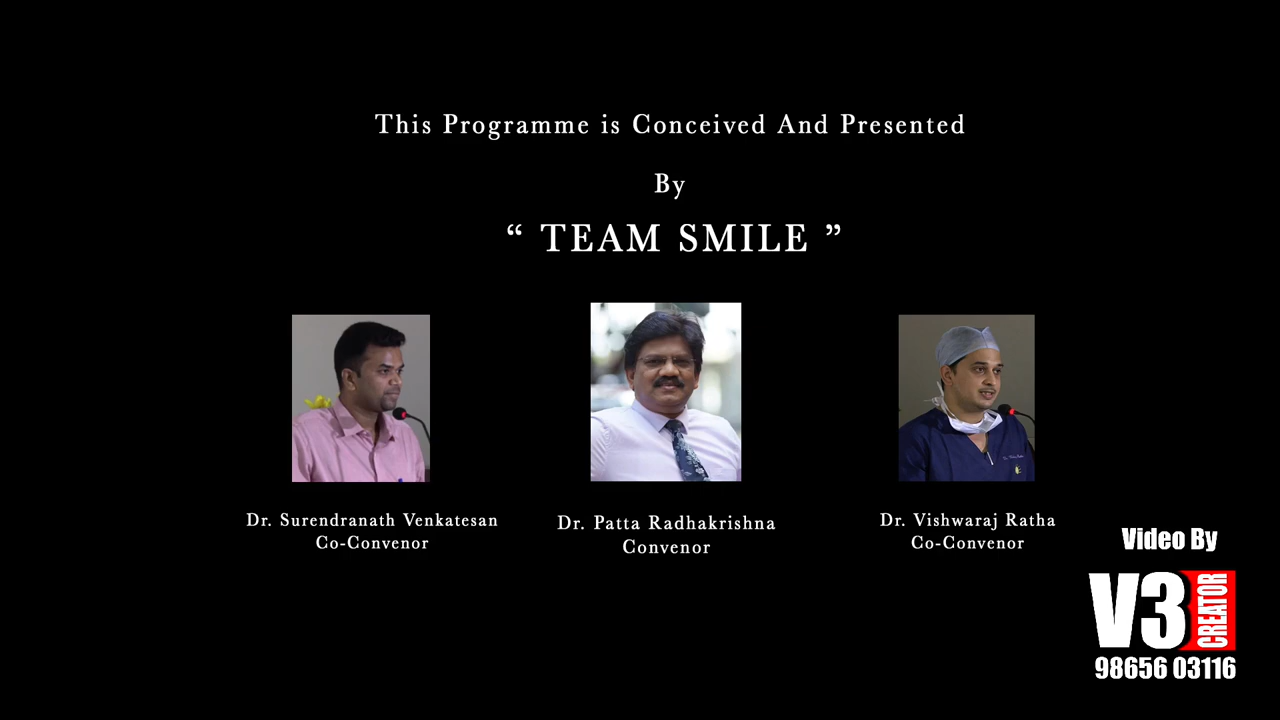 This Programme is Conceived And Presented
By
“ TEAM SMILE ”
Dr. Surendranath Venkatesan
Co-Convenor
Dr. Patta Radhakrishna
Convenor
Dr. Vishwaraj Ratha
Co-Convenor
Video By
V3 CREATOR
98656 03116